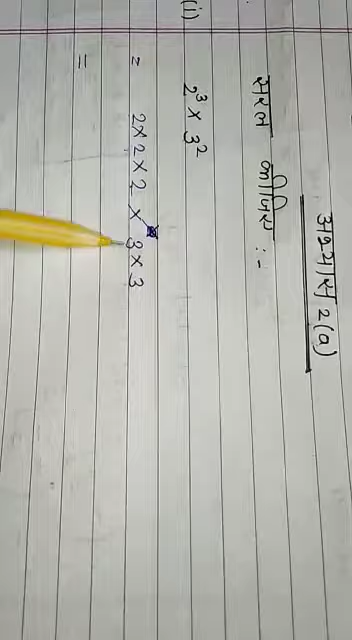 अभ्यास 2(a)
सरल कीजिए :-
(i) 2³ × 3²
= 2×2×2 × 3×3
=